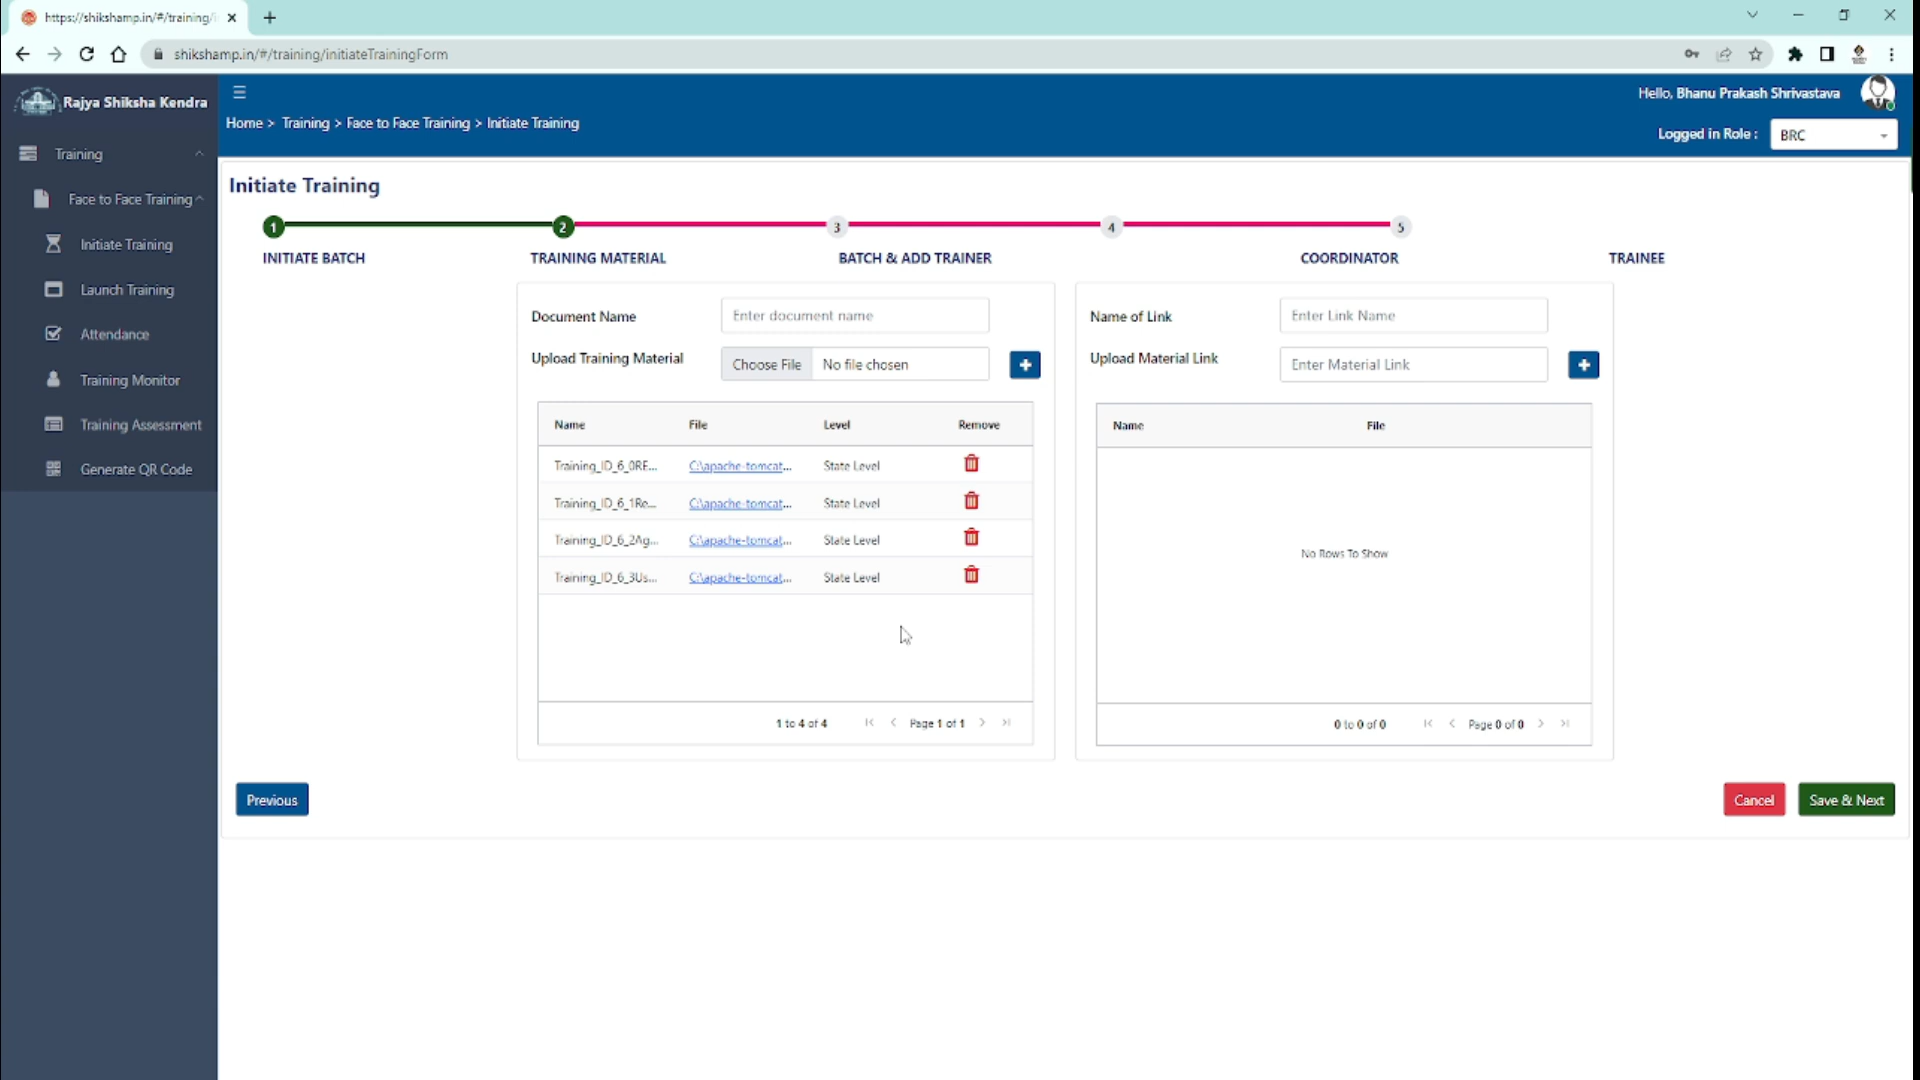 https://shikshamp.in/#/training/i
shikshamp.in/#/training/initiateTrainingForm
Rajya Shiksha Kendra
Hello, Bhanu Prakash Shrivastava
Home > Training > Face to Face Training > Initiate Training
Logged in Role : BRC
Training
Face to Face Training
Initiate Training
Launch Training
Attendance
Training Monitor
Training Assessment
Generate QR Code
Initiate Training
1 2 3 4 5
INITIATE BATCH TRAINING MATERIAL BATCH & ADD TRAINER COORDINATOR TRAINEE
Document Name Enter document name
Upload Training Material Choose File No file chosen +
Name File Level Remove
Training_ID_6_0RE... C:\apache-tomcat... State Level
Training_ID_6_1Re... C:\apache-tomcat... State Level
Training_ID_6_2Ag... C:\apache-tomcat... State Level
Training_ID_6_3Us... C:\apache-tomcat... State Level
1 to 4 of 4 Page 1 of 1
Name of Link Enter Link Name
Upload Material Link Enter Material Link +
Name File
No Rows To Show
0 to 0 of 0 Page 0 of 0
Previous Cancel Save & Next